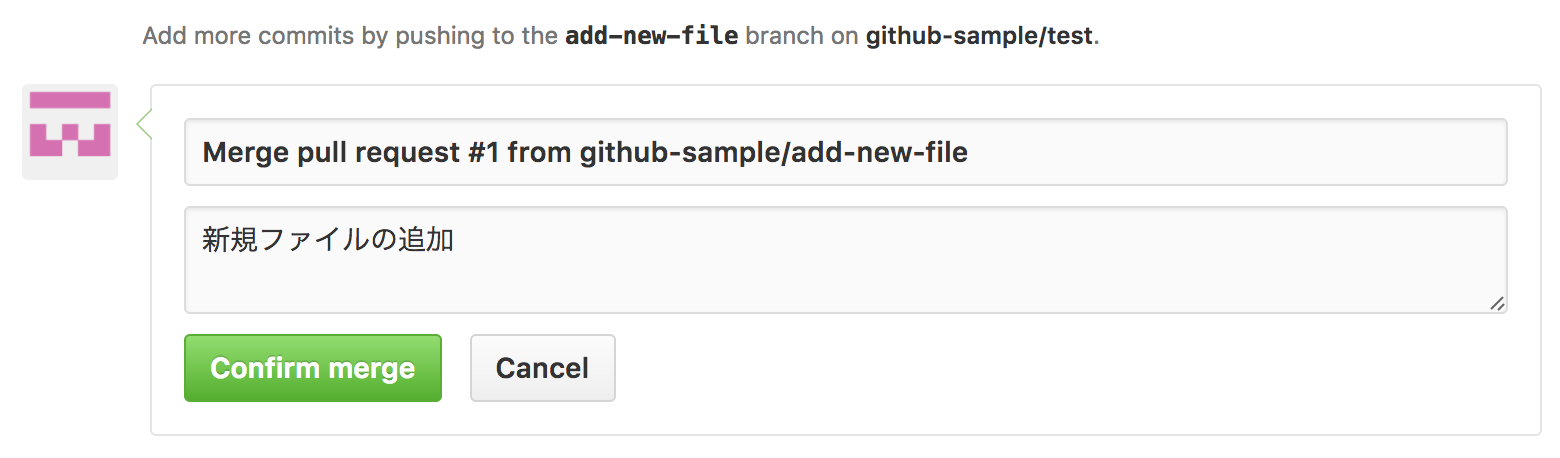 Add more commits by pushing to the add-new-file branch on github-sample/test.
Merge pull request #1 from github-sample/add-new-file
新規ファイルの追加
Confirm merge
Cancel